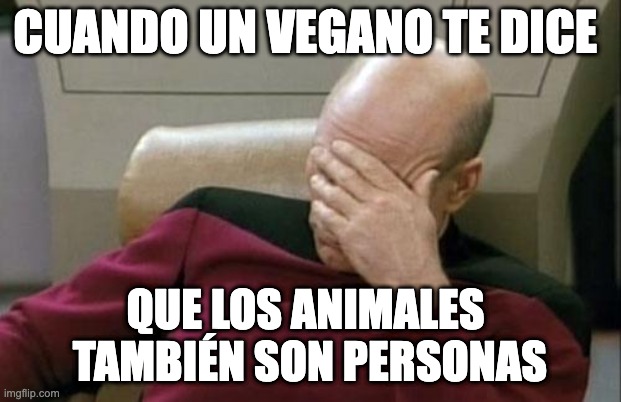 CUANDO UN VEGANO TE DICE
QUE LOS ANIMALES
TAMBIÉN SON PERSONAS
imgflip.com